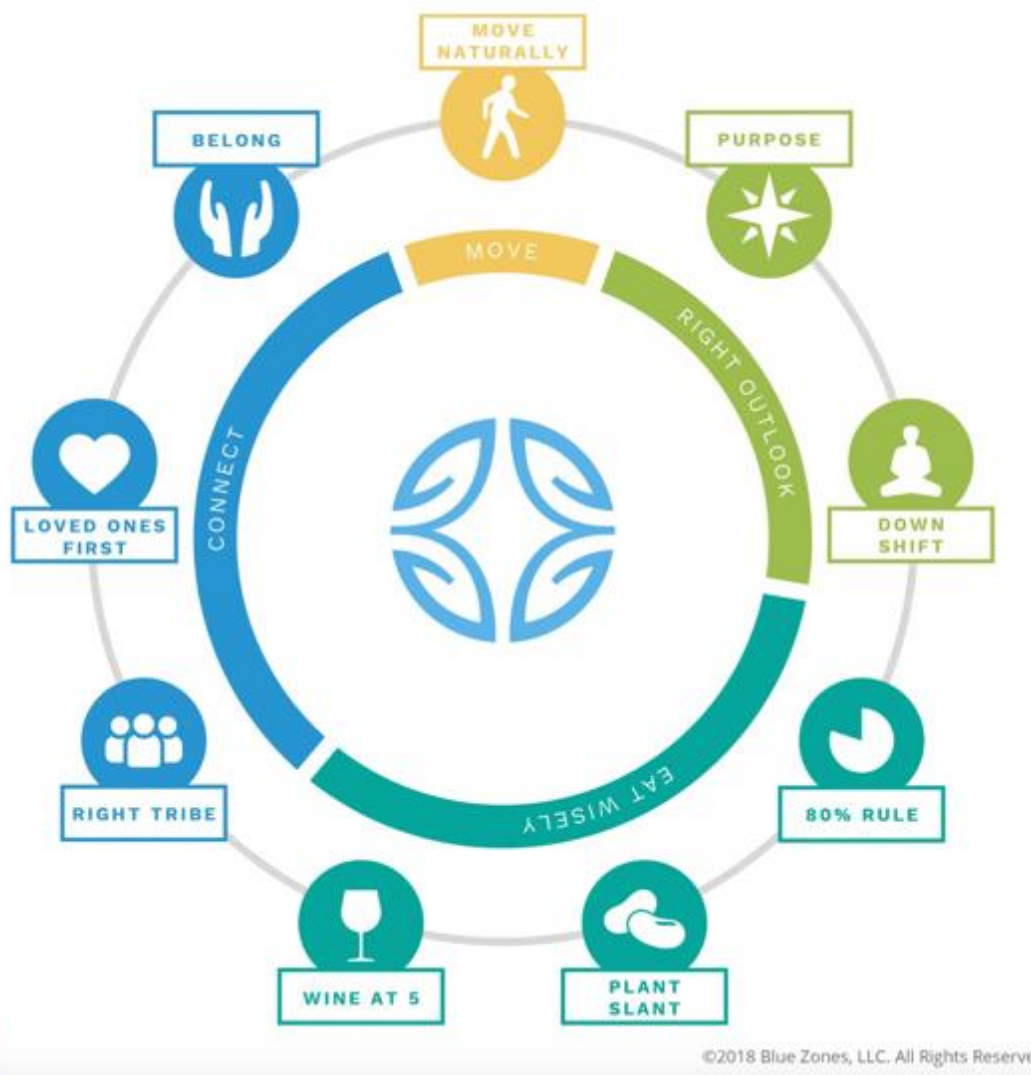 MOVE
NATURALLY
BELONG
PURPOSE
MOVE
RIGHT OUTLOOK
CONNECT
LOVED ONES
FIRST
DOWN
SHIFT
RIGHT TRIBE
80% RULE
EAT WISELY
WINE AT 5
PLANT
SLANT
©2018 Blue Zones, LLC. All Rights Reserve